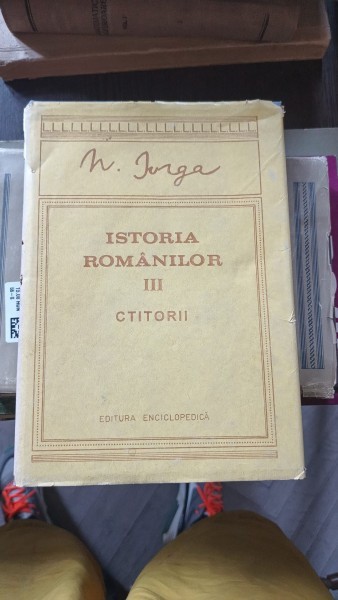 N. Iorga
ISTORIA
ROMÂNILOR
III
CTITORII
EDITURA ENCICLOPEDICĂ